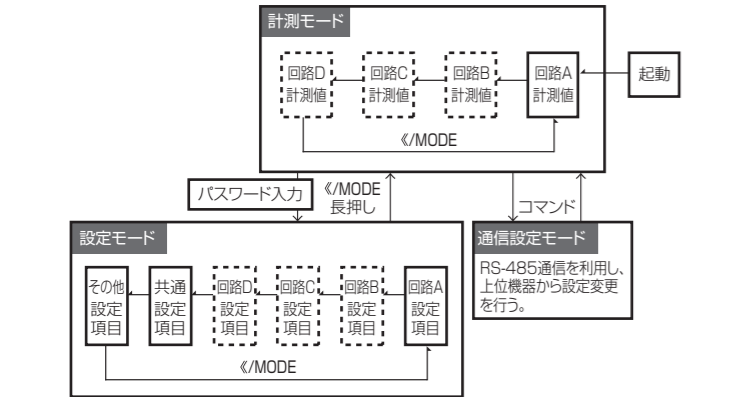 計測モード
回路D
計測値
回路C
計測値
回路B
計測値
回路A
計測値
起動
《/MODE
パスワード入力
《/MODE
長押し
コマンド
設定モード
その他
設定
項目
共通
設定
項目
回路D
設定
項目
回路C
設定
項目
回路B
設定
項目
回路A
設定
項目
《/MODE
通信設定モード
RS-485通信を利用し、
上位機器から設定変更
を行う。